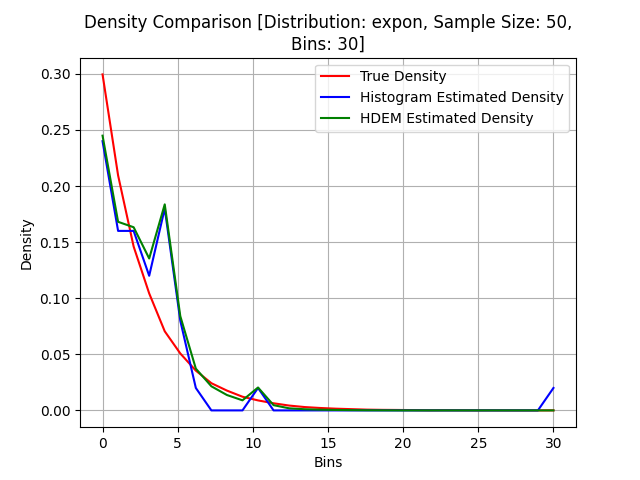 Density Comparison [Distribution: expon, Sample Size: 50,
Bins: 30]
True Density
Histogram Estimated Density
HDEM Estimated Density
Density
0.30
0.25
0.20
0.15
0.10
0.05
0.00
0 5 10 15 20 25 30
Bins